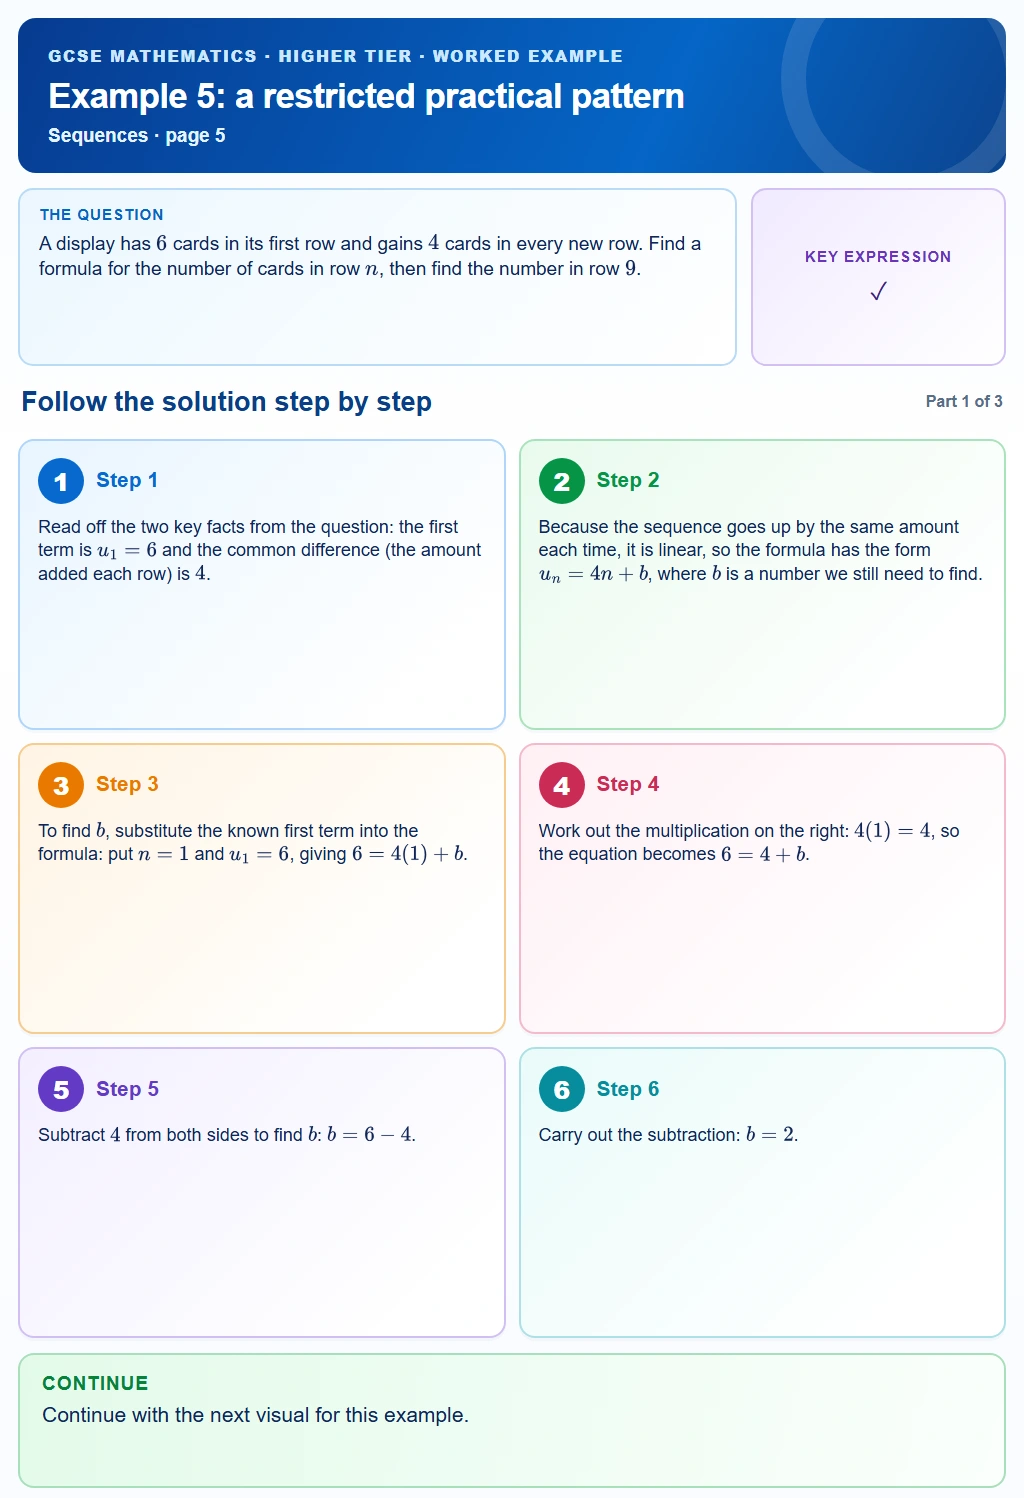 GCSE MATHEMATICS · HIGHER TIER · WORKED EXAMPLE
Example 5: a restricted practical pattern
Sequences · page 5
THE QUESTION
A display has 6 cards in its first row and gains 4 cards in every new row. Find a
formula for the number of cards in row n, then find the number in row 9.
KEY EXPRESSION
✓
Follow the solution step by step
Part 1 of 3
1 Step 1
Read off the two key facts from the question: the first
term is u₁ = 6 and the common difference (the amount
added each row) is 4.
2 Step 2
Because the sequence goes up by the same amount
each time, it is linear, so the formula has the form
uₙ = 4n + b, where b is a number we still need to find.
3 Step 3
To find b, substitute the known first term into the
formula: put n = 1 and u₁ = 6, giving 6 = 4(1) + b.
4 Step 4
Work out the multiplication on the right: 4(1) = 4, so
the equation becomes 6 = 4 + b.
5 Step 5
Subtract 4 from both sides to find b: b = 6 − 4.
6 Step 6
Carry out the subtraction: b = 2.
CONTINUE
Continue with the next visual for this example.